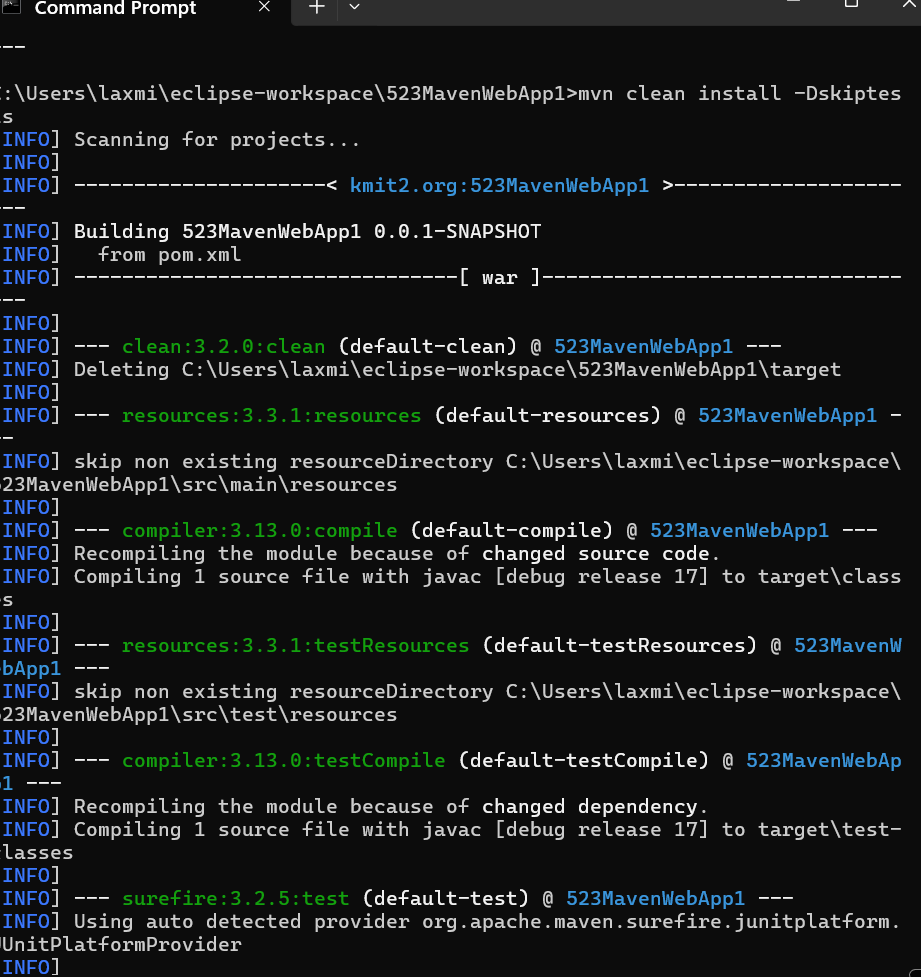 Command Prompt
---
:\Users\laxmi\eclipse-workspace\523MavenWebApp1>mvn clean install -Dskiptes
s
INFO] Scanning for projects...
INFO]
INFO] ---------------------< kmit2.org:523MavenWebApp1 >-------------------
---
INFO] Building 523MavenWebApp1 0.0.1-SNAPSHOT
INFO]   from pom.xml
INFO] --------------------------------[ war ]------------------------------
---
INFO]
INFO] --- clean:3.2.0:clean (default-clean) @ 523MavenWebApp1 ---
INFO] Deleting C:\Users\laxmi\eclipse-workspace\523MavenWebApp1\target
INFO]
INFO] --- resources:3.3.1:resources (default-resources) @ 523MavenWebApp1 -
--
INFO] skip non existing resourceDirectory C:\Users\laxmi\eclipse-workspace\
523MavenWebApp1\src\main\resources
INFO]
INFO] --- compiler:3.13.0:compile (default-compile) @ 523MavenWebApp1 ---
INFO] Recompiling the module because of changed source code.
INFO] Compiling 1 source file with javac [debug release 17] to target\class
es
INFO]
INFO] --- resources:3.3.1:testResources (default-testResources) @ 523MavenW
ebApp1 ---
INFO] skip non existing resourceDirectory C:\Users\laxmi\eclipse-workspace\
523MavenWebApp1\src\test\resources
INFO]
INFO] --- compiler:3.13.0:testCompile (default-testCompile) @ 523MavenWebAp
p1 ---
INFO] Recompiling the module because of changed dependency.
INFO] Compiling 1 source file with javac [debug release 17] to target\test-
classes
INFO]
INFO] --- surefire:3.2.5:test (default-test) @ 523MavenWebApp1 ---
INFO] Using auto detected provider org.apache.maven.surefire.junitplatform.
JUnitPlatformProvider
INFO]